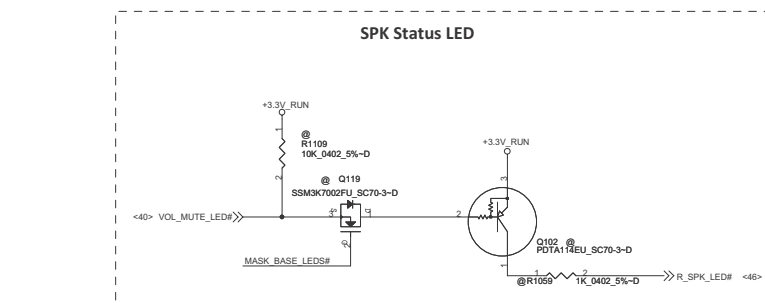 SPK Status LED
+3.3V_RUN
1
@
R1109
10K_0402_5%~D
2
+3.3V_RUN
3
@ Q119
SSM3K7002FU_SC70-3~D
<40> VOL_MUTE_LED#
3
1
2
2
MASK_BASE_LEDS#
Q102 @
PDTA114EU_SC70-3~D
1
1 2
@R1059 1K_0402_5%~D
R_SPK_LED# <46>